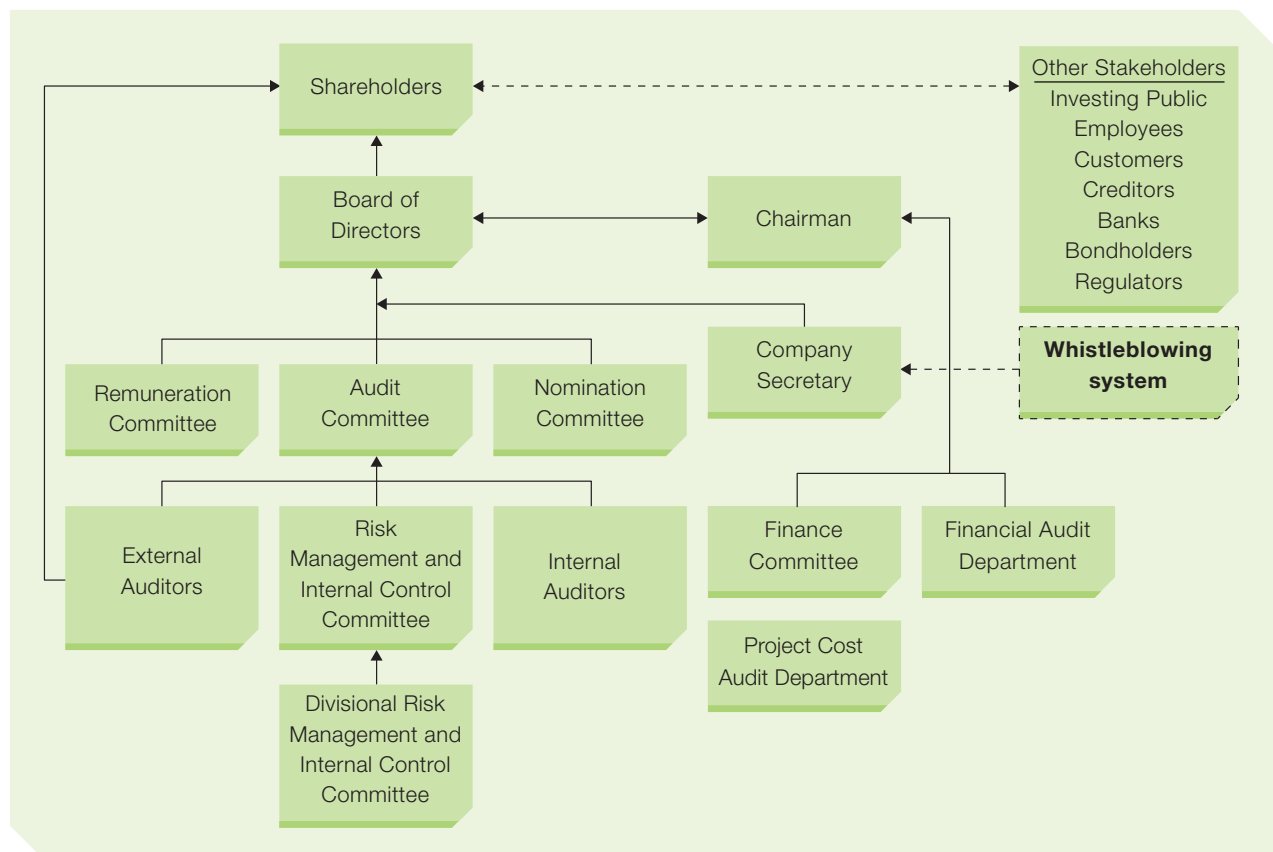 Shareholders
Other Stakeholders
Investing Public
Employees
Customers
Creditors
Banks
Bondholders
Regulators
Board of
Directors
Chairman
Company
Secretary
Whistleblowing
system
Remuneration
Committee
Audit
Committee
Nomination
Committee
External
Auditors
Risk
Management and
Internal Control
Committee
Internal
Auditors
Finance
Committee
Financial Audit
Department
Project Cost
Audit Department
Divisional Risk
Management and
Internal Control
Committee